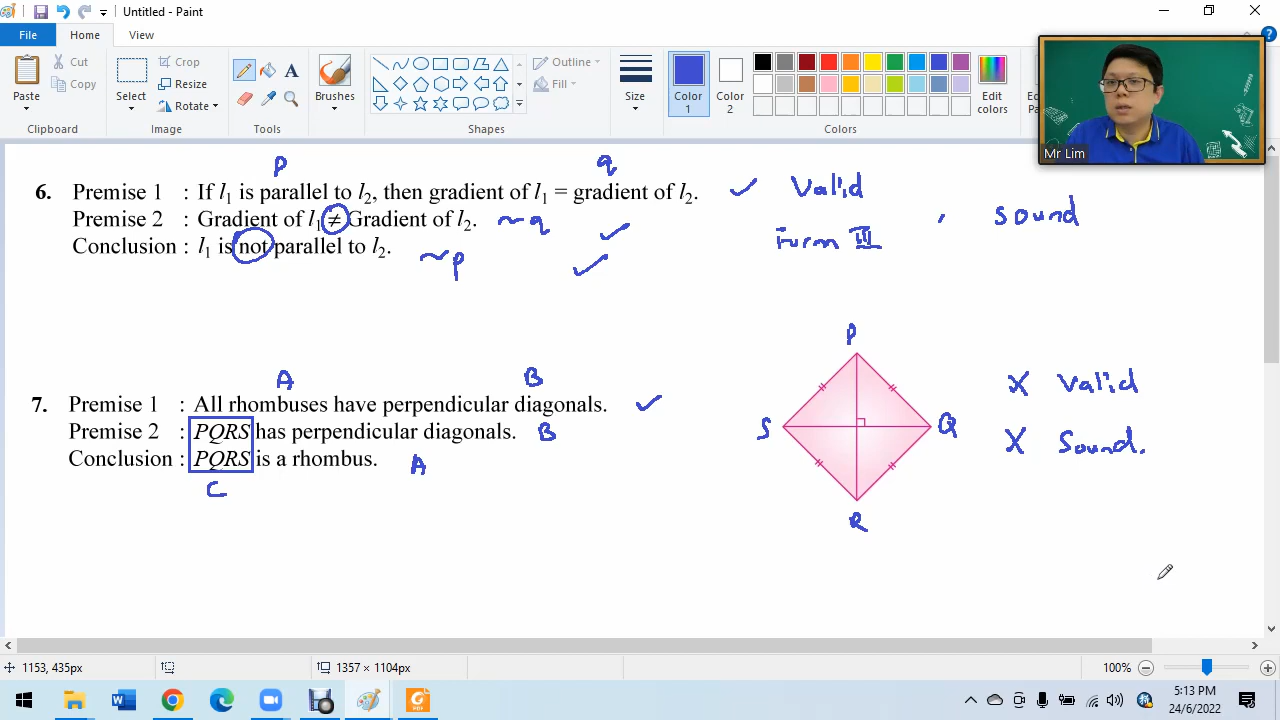 Untitled - Paint
File Home View
Paste
Cut
Copy
Clipboard
Select
Crop
Resize
Rotate
Image
A
Tools
Brushes
Shapes
Outline
Fill
Size
Color 1
Color 2
Edit colors
Colors
Mr Lim
p q
6. Premise 1 : If l₁ is parallel to l₂, then gradient of l₁ = gradient of l₂. ✓ Valid
Premise 2 : Gradient of l₁ ≠ Gradient of l₂. ~q ✓ , sound
Form III
Conclusion : l₁ is not parallel to l₂. ~p ✓
A B
7. Premise 1 : All rhombuses have perpendicular diagonals. ✓
Premise 2 : PQRS has perpendicular diagonals. B
Conclusion : PQRS is a rhombus. A
C
P
S Q
R
X Valid
X Sound.
1153, 435px
1357 × 1104px
100%
5:13 PM
24/6/2022